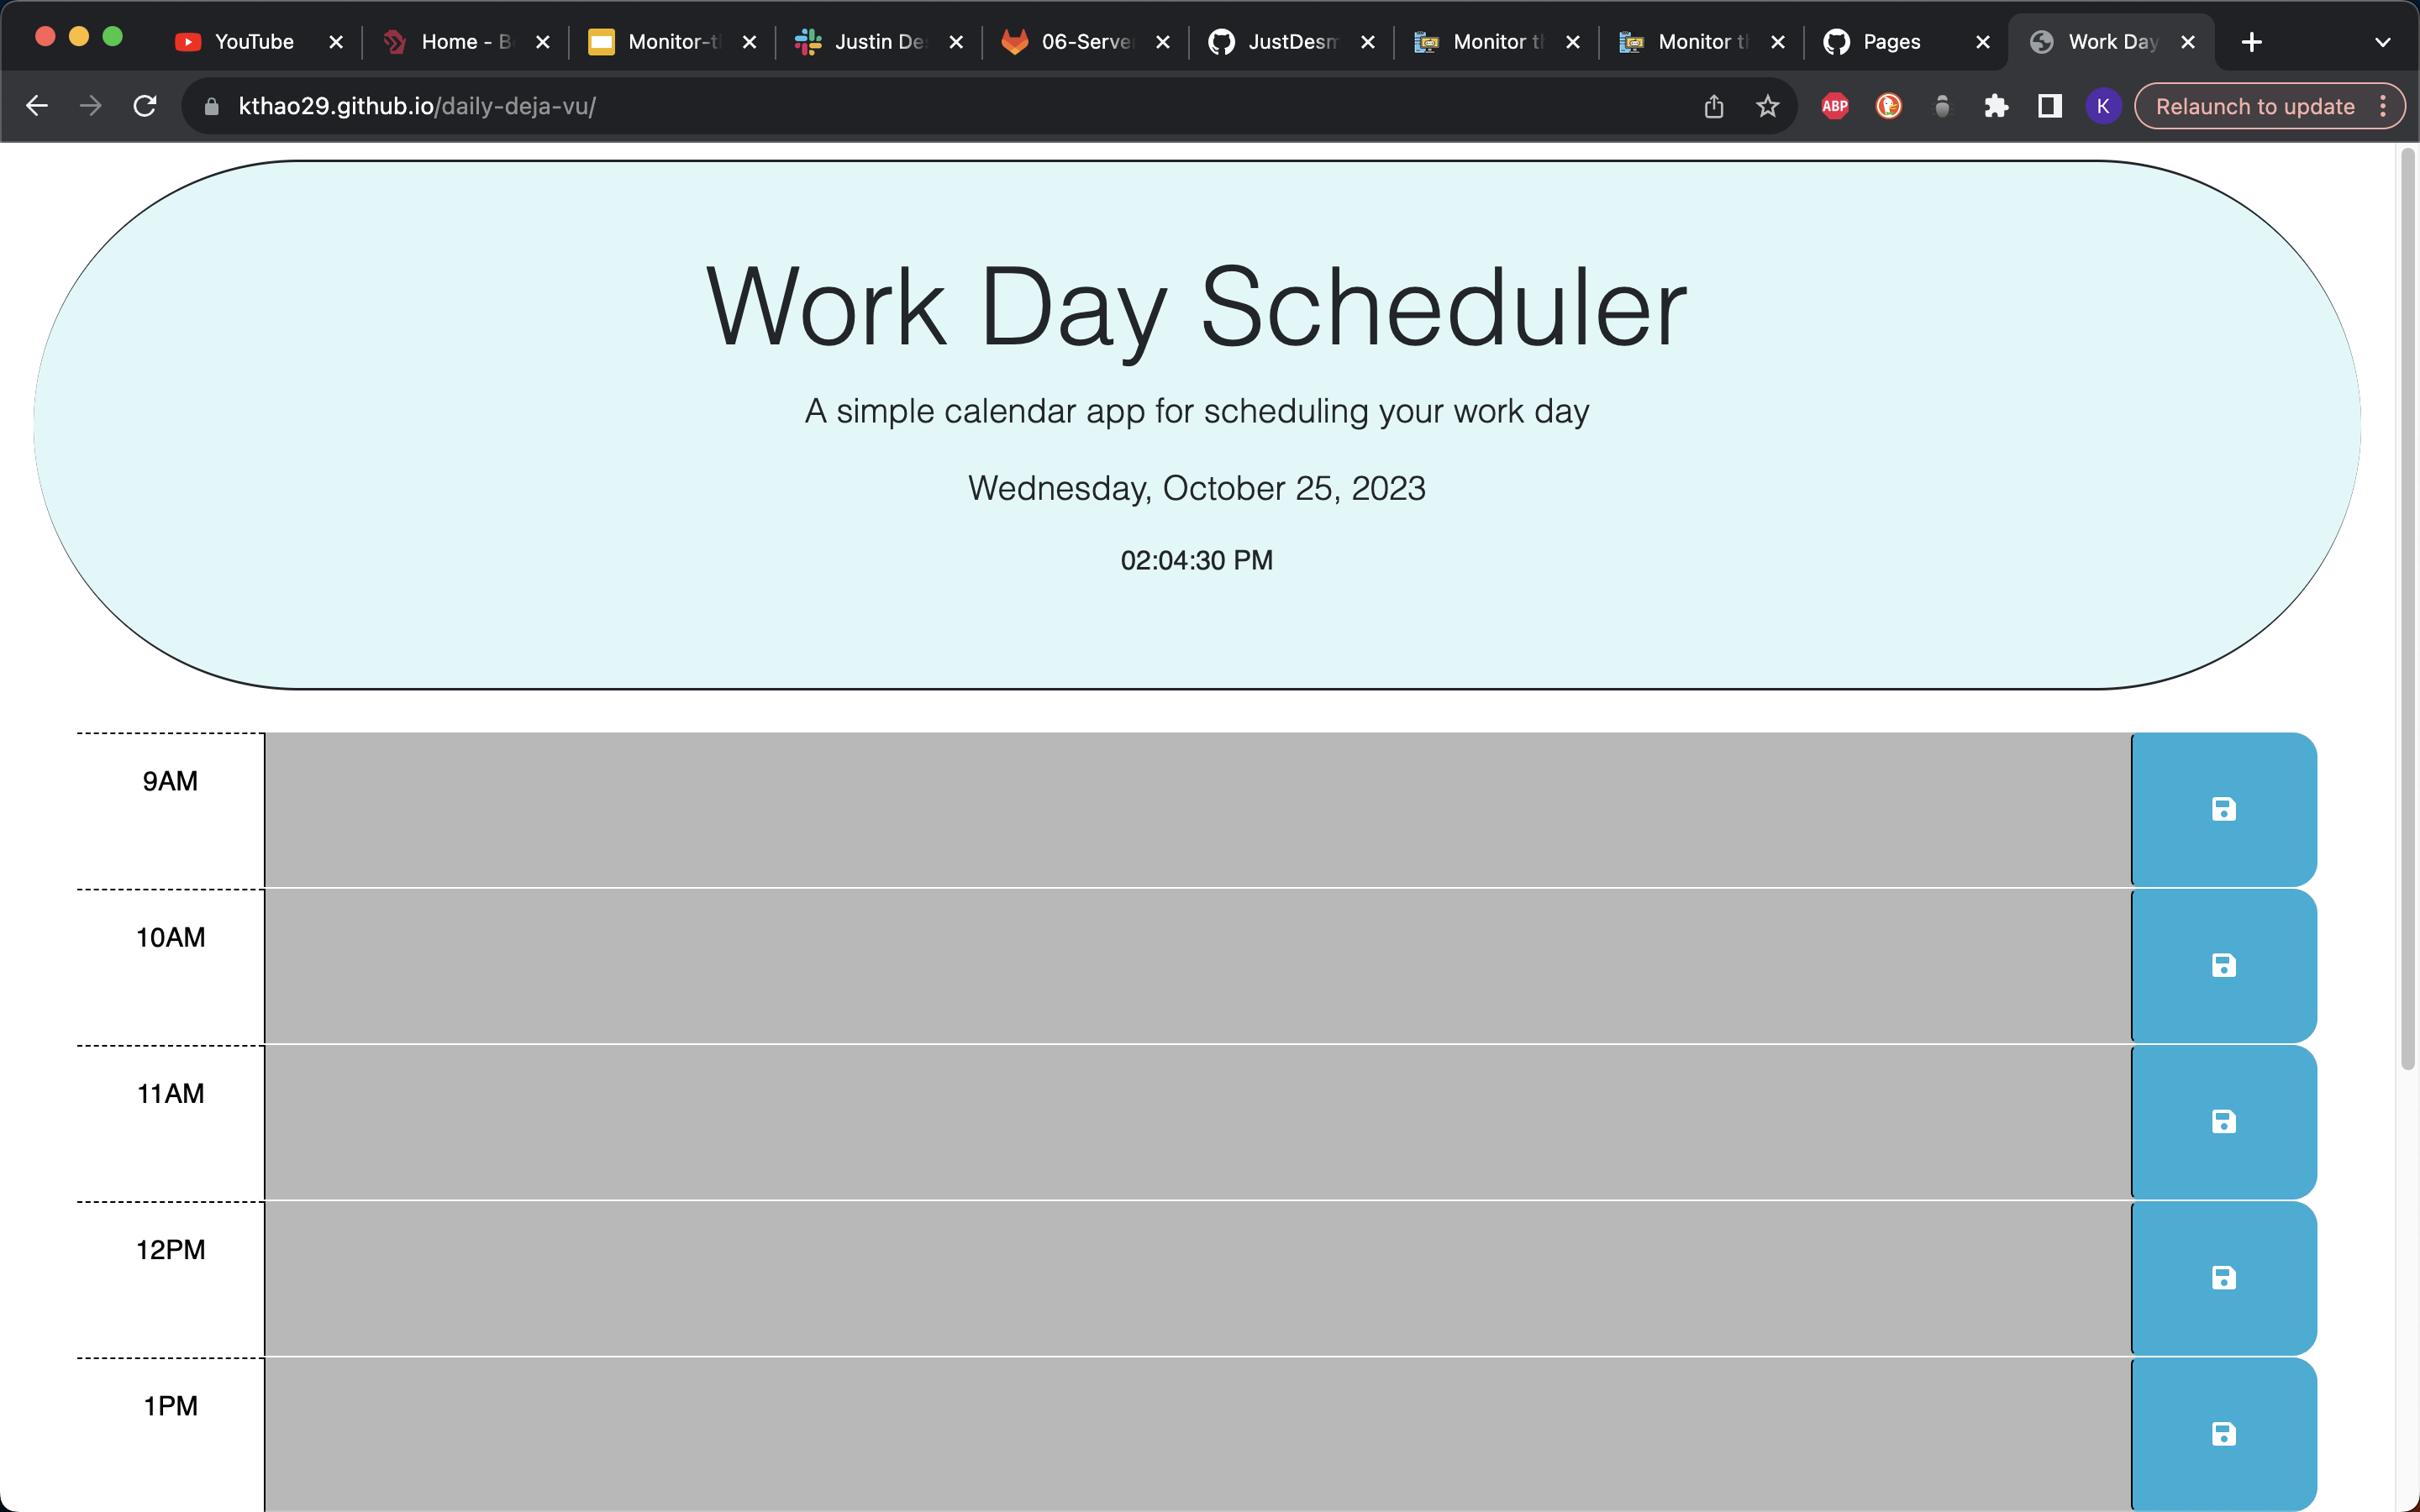 YouTube
Home - B
Monitor-t
Justin De
06-Serve
JustDesm
Monitor t
Monitor t
Pages
Work Day
kthao29.github.io/daily-deja-vu/
ABP
K
Relaunch to update
Work Day Scheduler
A simple calendar app for scheduling your work day
Wednesday, October 25, 2023
02:04:30 PM
9AM
10AM
11AM
12PM
1PM